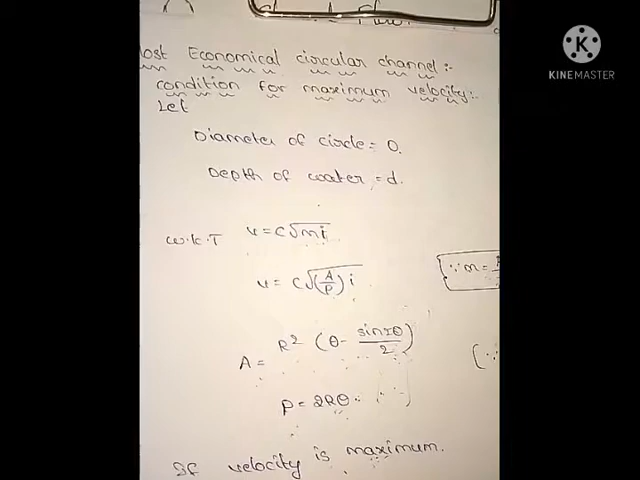 ost Economical circular channel :-
condition for maximum velocity :-
Let
Diameter of circle = D.
Depth of water = d.
w.k.T v = C√mi
v = C√(A/P) i
∵ m = 
A = R² (θ - sin2θ/2)
P = 2Rθ
If velocity is maximum.
KINEMASTER